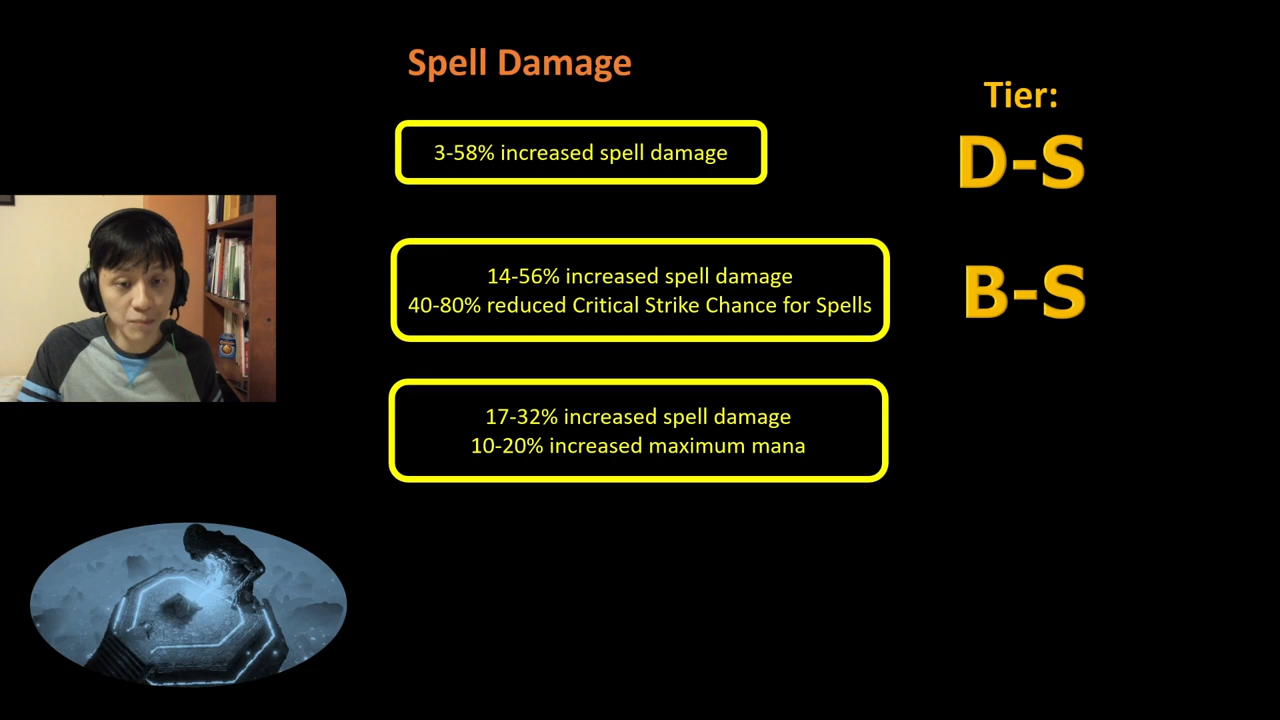 Spell Damage
Tier:
3-58% increased spell damage
D-S
14-56% increased spell damage
40-80% reduced Critical Strike Chance for Spells
B-S
17-32% increased spell damage
10-20% increased maximum mana